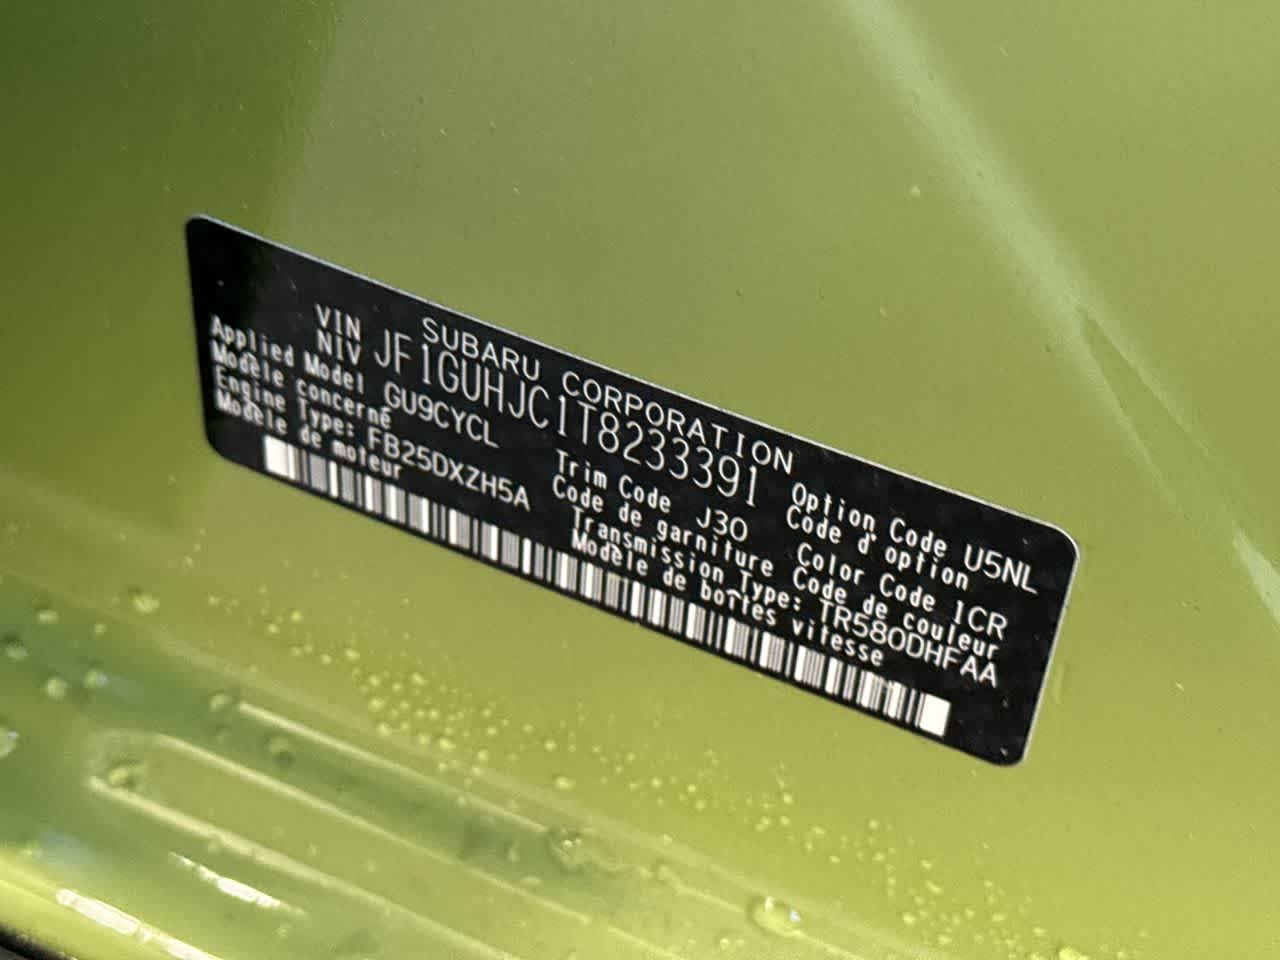 SUBARU CORPORATION
VIN
NIV JF1GUHJC1T8233391
Applied Model GU9CYCL Trim Code J30 Option Code U5NL
Modèle concerné Code de garniture Code d'option
Color Code 1CR
Code de couleur
Engine Type: FB25DXZH5A Transmission Type: TR580DHFAA
Modèle de moteur Modèle de boîtes vitesse